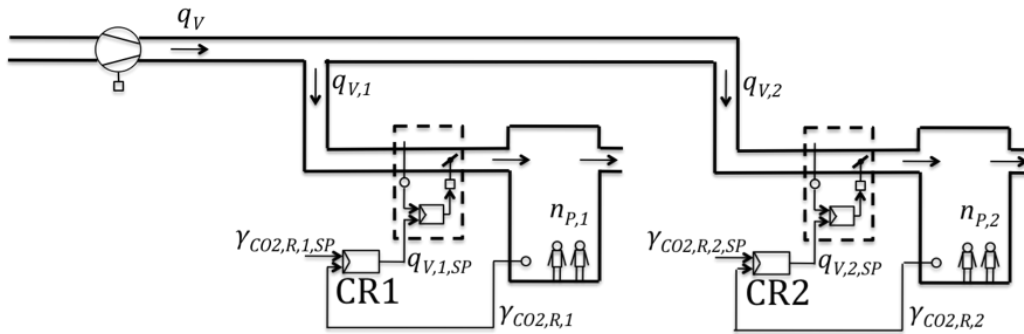 q_V
q_{V,1}
q_{V,2}
n_{P,1}
n_{P,2}
γ_{CO2,R,1,SP}
q_{V,1,SP}
γ_{CO2,R,2,SP}
q_{V,2,SP}
CR1
CR2
γ_{CO2,R,1}
γ_{CO2,R,2}